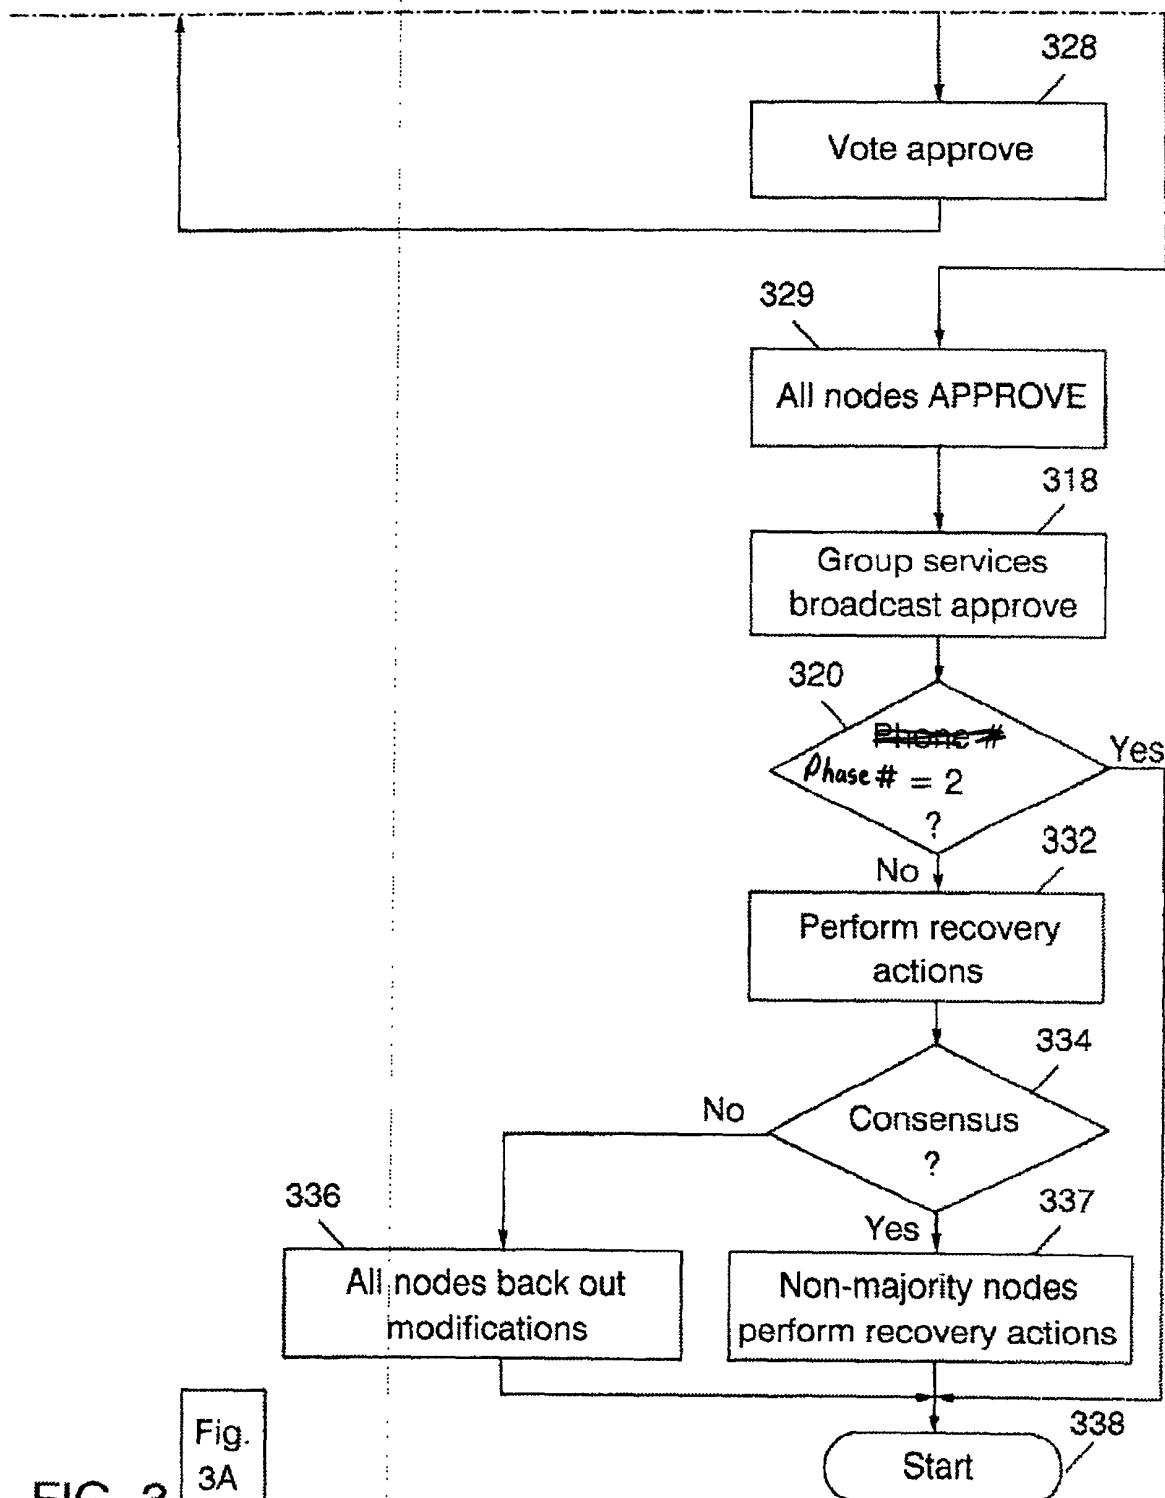 328
Vote approve
329
All nodes APPROVE
318
Group services
broadcast approve
320
Phone #
Phase # = 2
?
Yes
No
332
Perform recovery
actions
334
Consensus
?
No
Yes
336
All nodes back out
modifications
337
Non-majority nodes
perform recovery actions
338
Start
Fig.
3A
FIG. 3